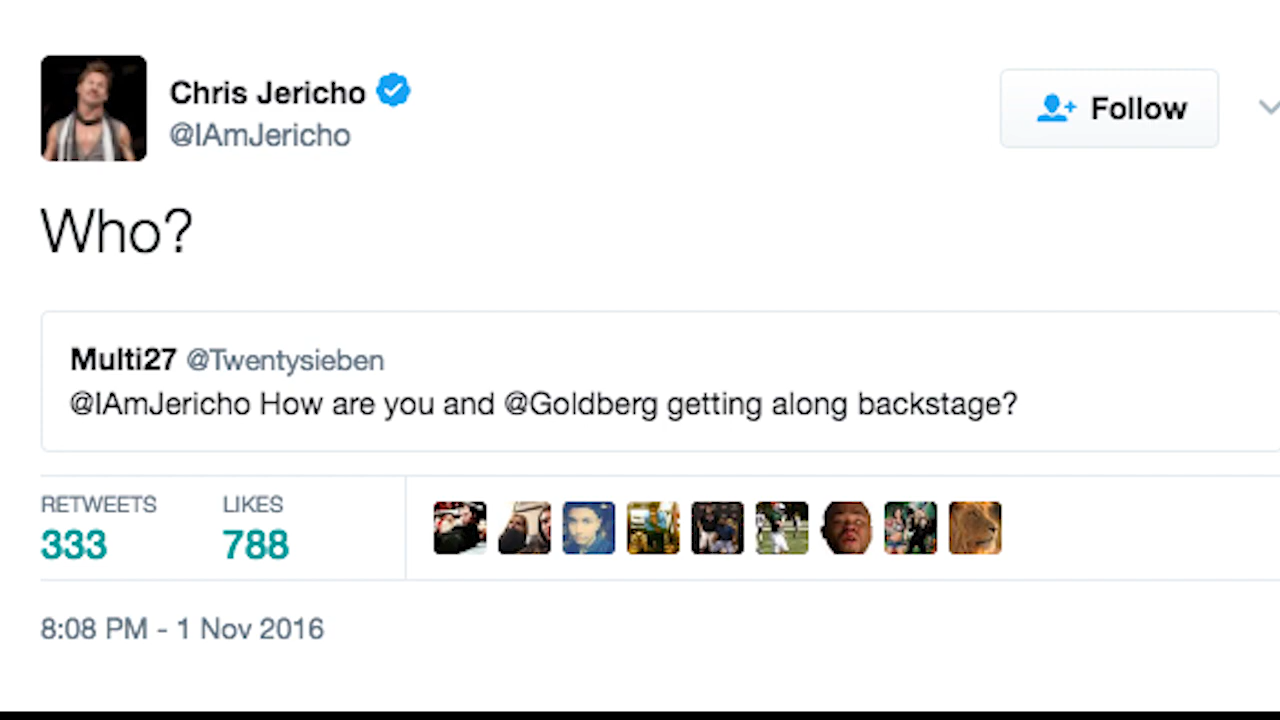 Chris Jericho
@IAmJericho
Follow
Who?
Multi27 @Twentysieben
@IAmJericho How are you and @Goldberg getting along backstage?
RETWEETS LIKES
333 788
8:08 PM - 1 Nov 2016